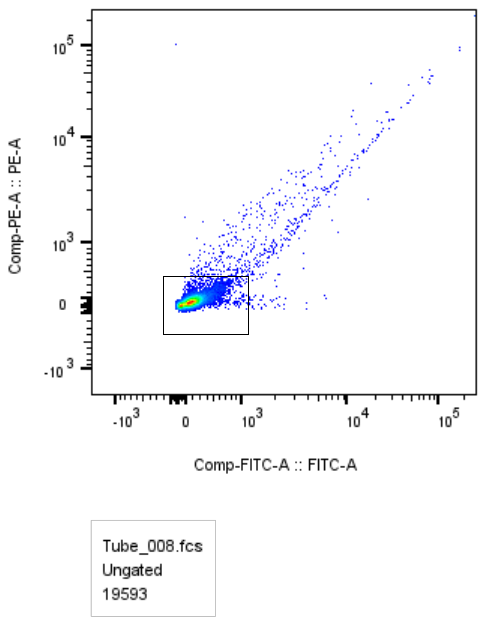 10^5
10^4
10^3
0
-10^3
Comp-PE-A :: PE-A
-10^3 0 10^3 10^4 10^5
Comp-FITC-A :: FITC-A
Tube_008.fcs
Ungated
19593